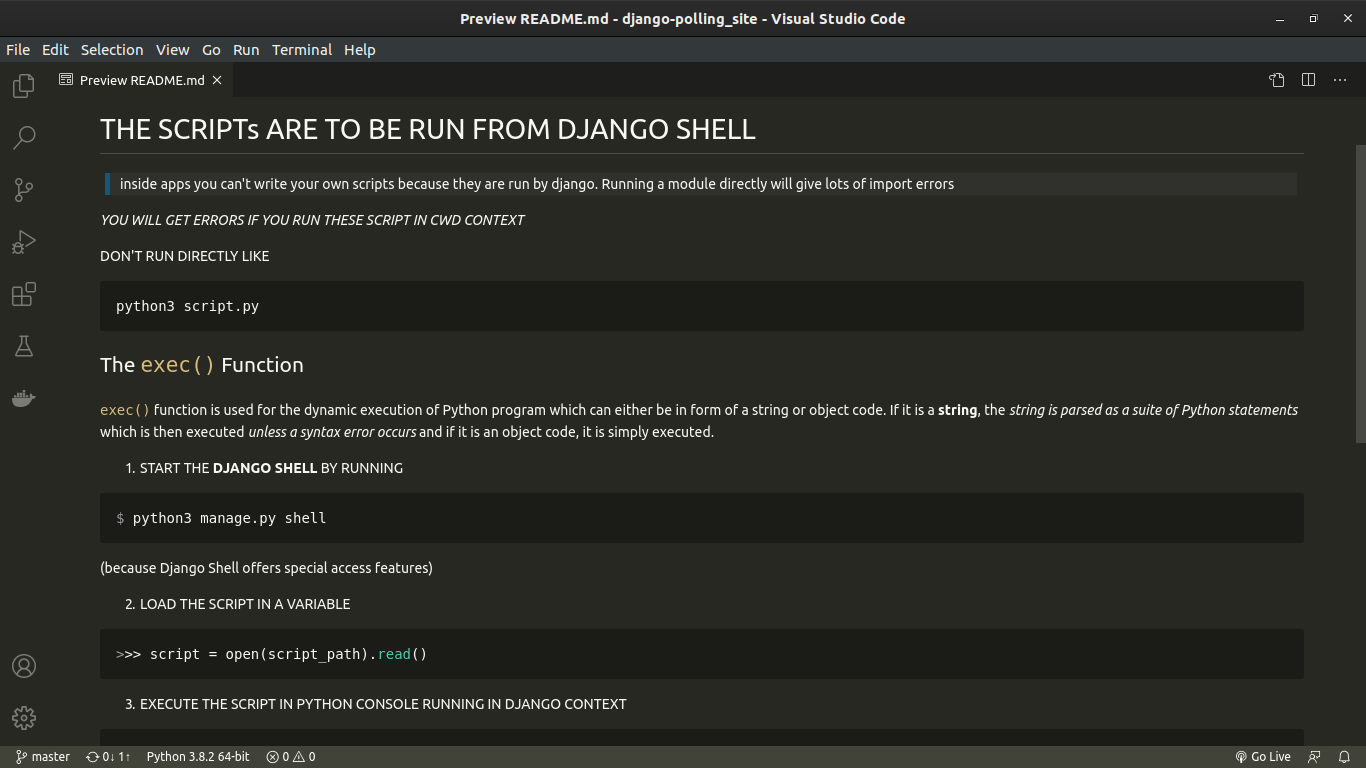 Preview README.md - django-polling_site - Visual Studio Code
File Edit Selection View Go Run Terminal Help
Preview README.md
THE SCRIPTs ARE TO BE RUN FROM DJANGO SHELL
inside apps you can't write your own scripts because they are run by django. Running a module directly will give lots of import errors
YOU WILL GET ERRORS IF YOU RUN THESE SCRIPT IN CWD CONTEXT
DON'T RUN DIRECTLY LIKE
python3 script.py
The exec() Function
exec() function is used for the dynamic execution of Python program which can either be in form of a string or object code. If it is a string, the string is parsed as a suite of Python statements
which is then executed unless a syntax error occurs and if it is an object code, it is simply executed.
1. START THE DJANGO SHELL BY RUNNING
$ python3 manage.py shell
(because Django Shell offers special access features)
2. LOAD THE SCRIPT IN A VARIABLE
>>> script = open(script_path).read()
3. EXECUTE THE SCRIPT IN PYTHON CONSOLE RUNNING IN DJANGO CONTEXT
master 0↓ 1↑ Python 3.8.2 64-bit 0 0 Go Live